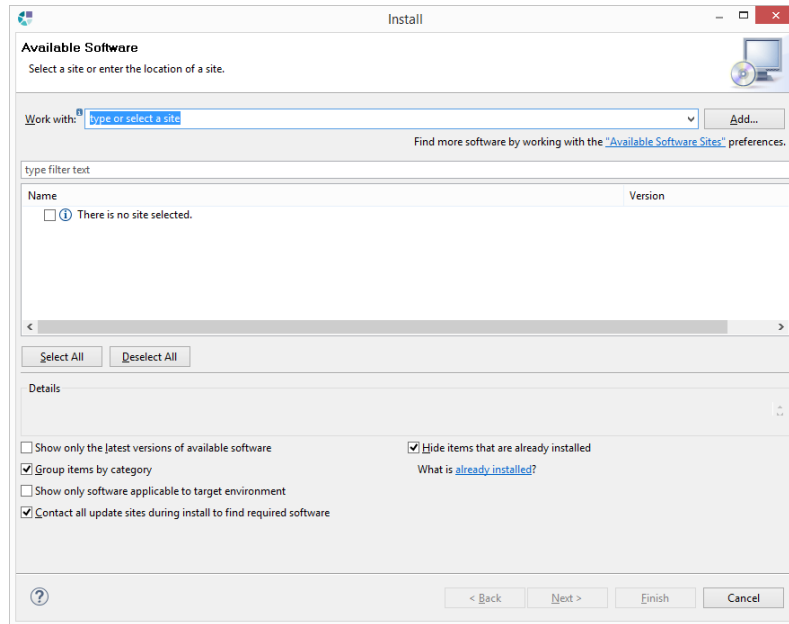 Install
Available Software
Select a site or enter the location of a site.
Work with: type or select a site Add...
Find more software by working with the "Available Software Sites" preferences.
type filter text
Name Version
There is no site selected.
Select All Deselect All
Details
Show only the latest versions of available software Hide items that are already installed
Group items by category What is already installed?
Show only software applicable to target environment
Contact all update sites during install to find required software
< Back Next > Finish Cancel